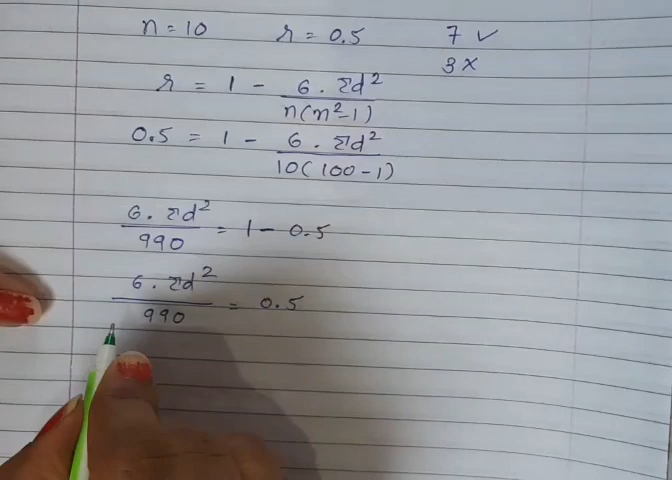 n = 10 r = 0.5 7 ✓
3 ×
r = 1 - 6 . Σd² / n(n²-1)
0.5 = 1 - 6 . Σd² / 10(100-1)
6 . Σd² / 990 = 1 - 0.5
6 . Σd² / 990 = 0.5